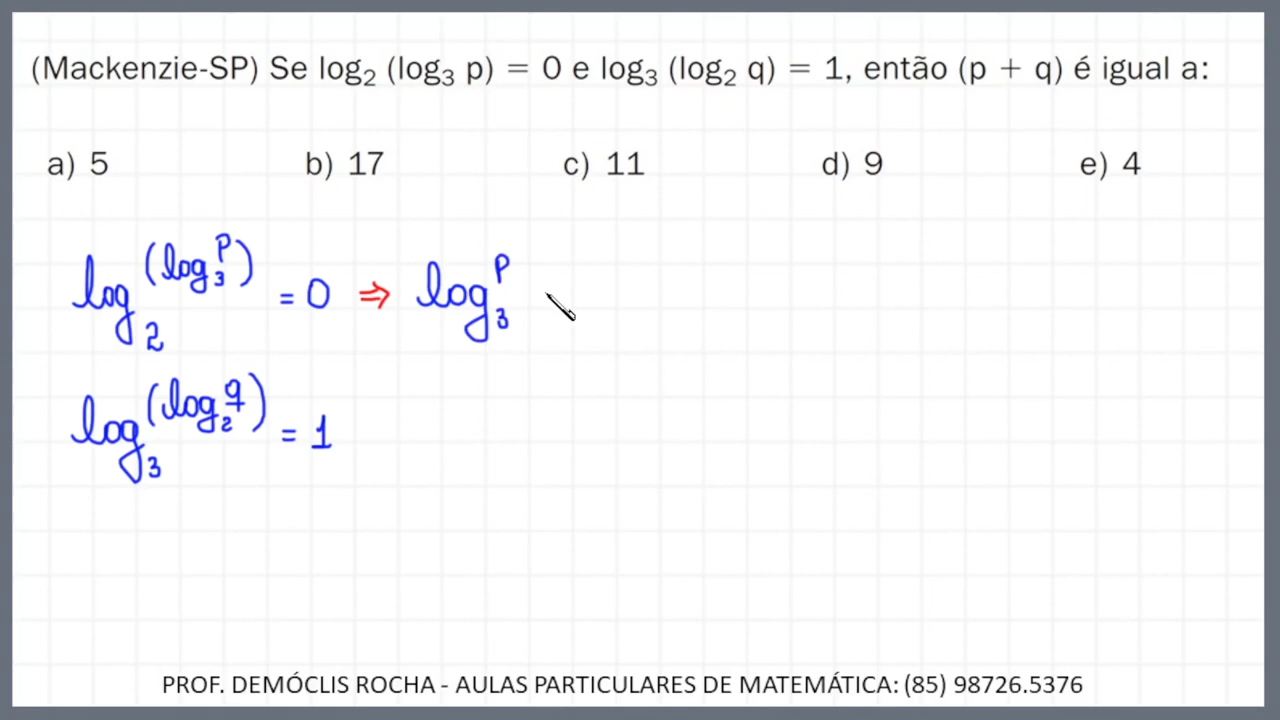 (Mackenzie-SP) Se log₂ (log₃ p) = 0 e log₃ (log₂ q) = 1, então (p + q) é igual a:
a) 5 b) 17 c) 11 d) 9 e) 4
log₂(log₃p) = 0 ⇒ log₃p
log₃(log₂q) = 1
PROF. DEMÓCLIS ROCHA - AULAS PARTICULARES DE MATEMÁTICA: (85) 98726.5376